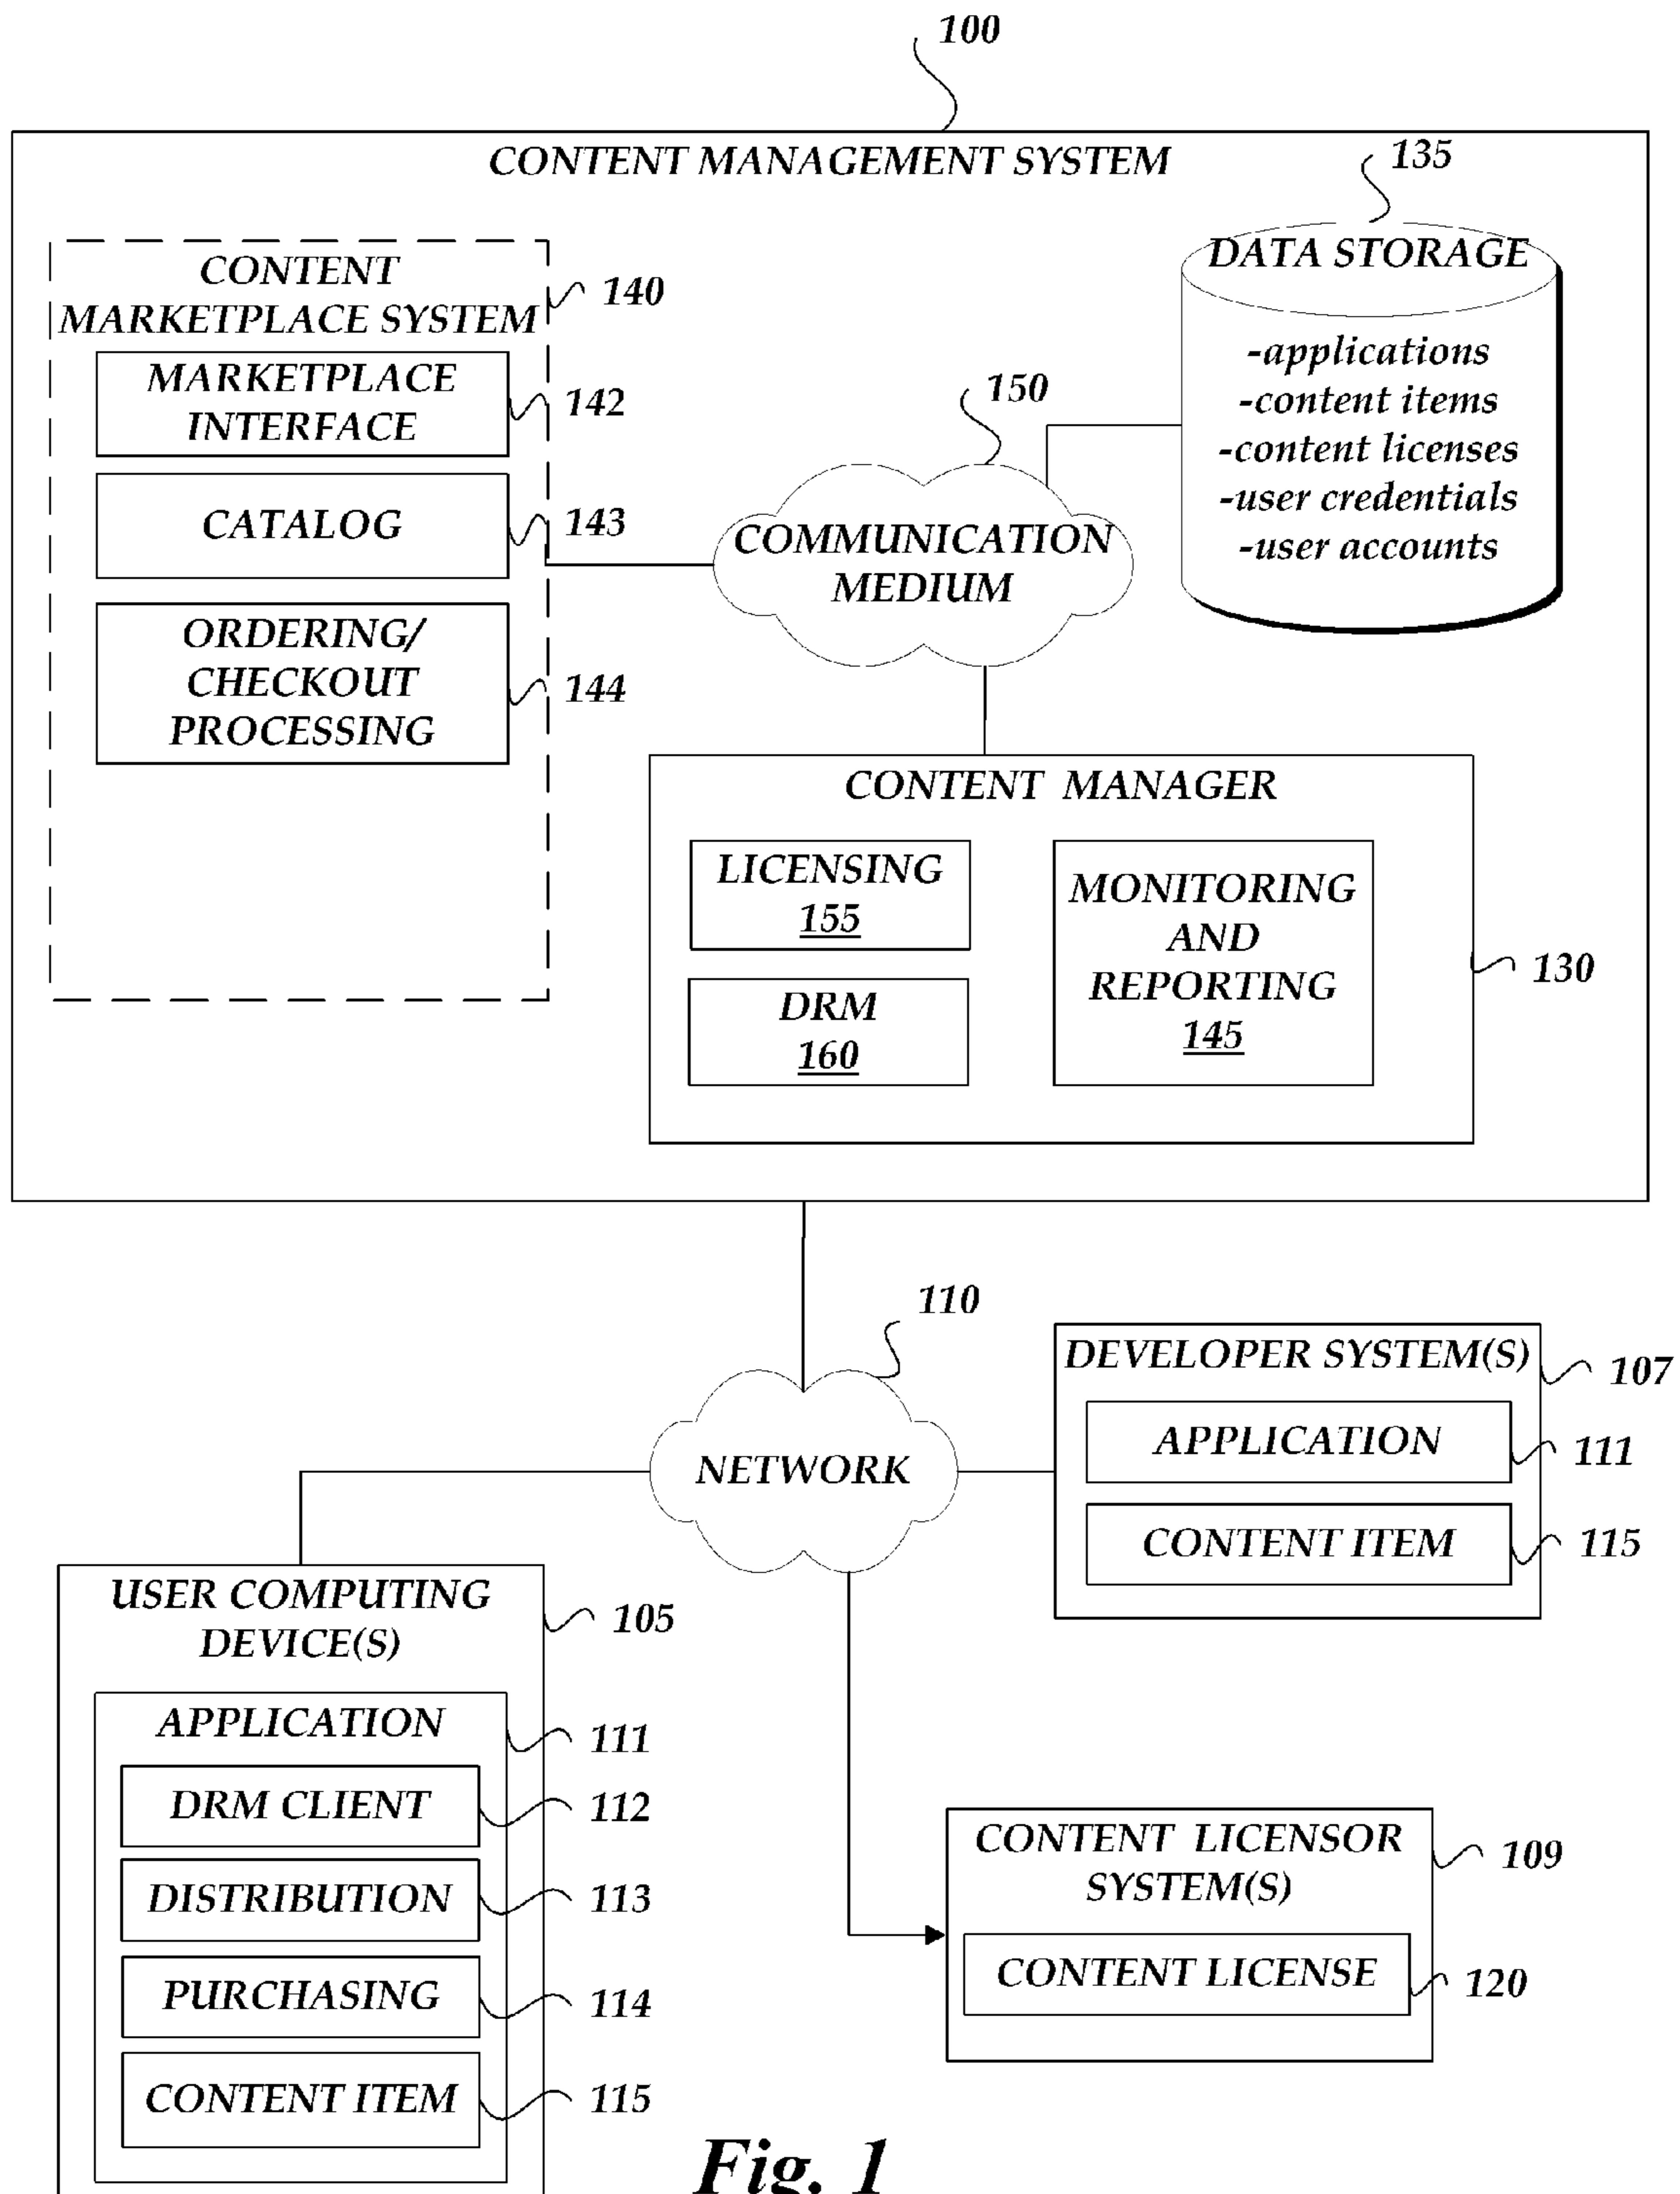 100
CONTENT MANAGEMENT SYSTEM
135
DATA STORAGE
-applications
-content items
-content licenses
-user credentials
-user accounts
CONTENT
MARKETPLACE SYSTEM
140
MARKETPLACE
INTERFACE
142
CATALOG
143
ORDERING/
CHECKOUT
PROCESSING
144
150
COMMUNICATION
MEDIUM
CONTENT MANAGER
LICENSING
155
DRM
160
MONITORING
AND
REPORTING
145
130
110
NETWORK
DEVELOPER SYSTEM(S)
107
APPLICATION
111
CONTENT ITEM
115
USER COMPUTING
DEVICE(S)
105
APPLICATION
111
DRM CLIENT
112
DISTRIBUTION
113
PURCHASING
114
CONTENT ITEM
115
CONTENT LICENSOR
SYSTEM(S)
109
CONTENT LICENSE
120
Fig. 1